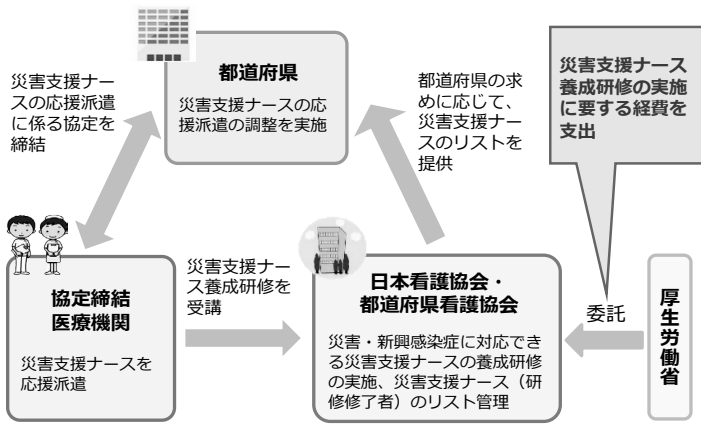 都道府県
災害支援ナースの応
援派遣の調整を実施
災害支援ナー
スの応援派遣
に係る協定を
締結
都道府県の求
めに応じて、
災害支援ナー
スのリストを
提供
災害支援ナース
養成研修の実施
に要する経費を
支出
協定締結
医療機関
災害支援ナースを
応援派遣
災害支援ナー
ス養成研修を
受講
日本看護協会・
都道府県看護協会
災害・新興感染症に対応でき
る災害支援ナースの養成研修
の実施、災害支援ナース（研
修修了者）のリスト管理
委託
厚生労働省